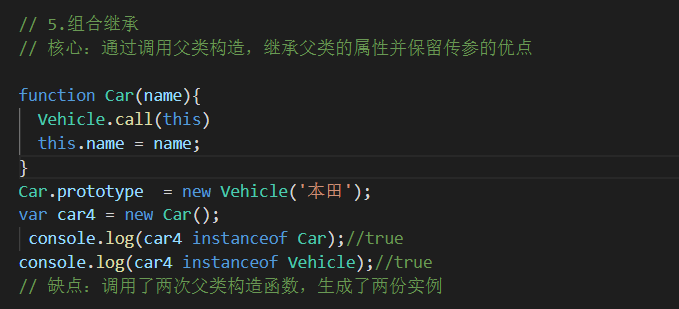 // 5.组合继承
// 核心：通过调用父类构造，继承父类的属性并保留传参的优点
function Car(name){
Vehicle.call(this)
this.name = name;
}
Car.prototype  = new Vehicle('本田');
var car4 = new Car();
console.log(car4 instanceof Car);//true
console.log(car4 instanceof Vehicle);//true
// 缺点：调用了两次父类构造函数，生成了两份实例